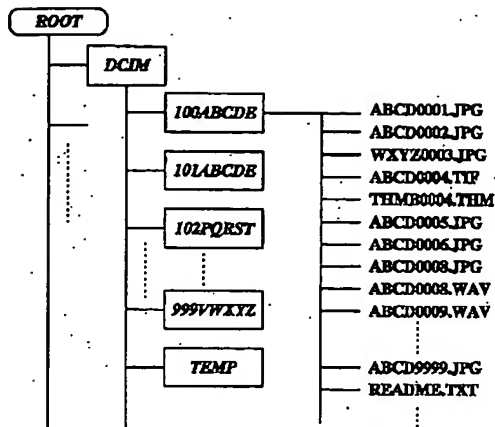 ROOT
DCIM
100ABCDE
101ABCDE
102PQRST
999VWXYZ
TEMP
ABCD0001.JPG
ABCD0002.JPG
WXYZ0003.JPG
ABCD0004.TIF
THMB0004.THM
ABCD0005.JPG
ABCD0006.JPG
ABCD0008.JPG
ABCD0008.WAV
ABCD0009.WAV
ABCD9999.JPG
README.TXT